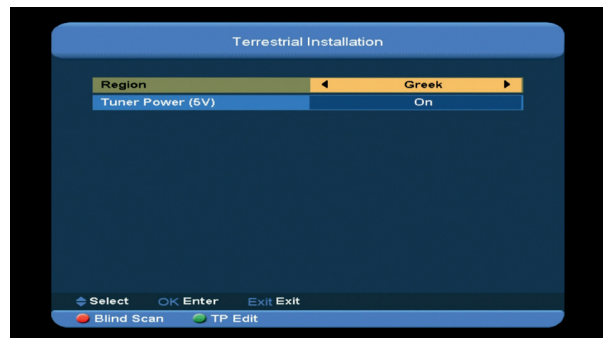 Terrestrial Installation
Region Greek
Tuner Power (5V) On
Select OK Enter Exit Exit
Blind Scan TP Edit